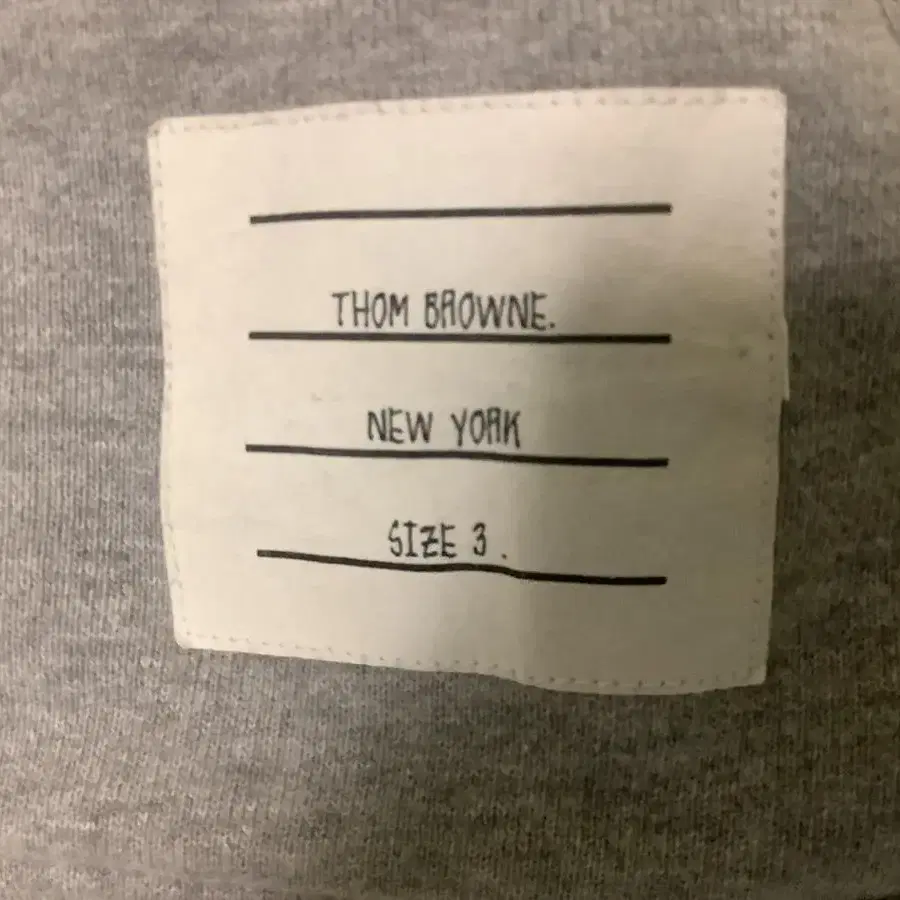 THOM BROWNE.
NEW YORK
SIZE 3 .